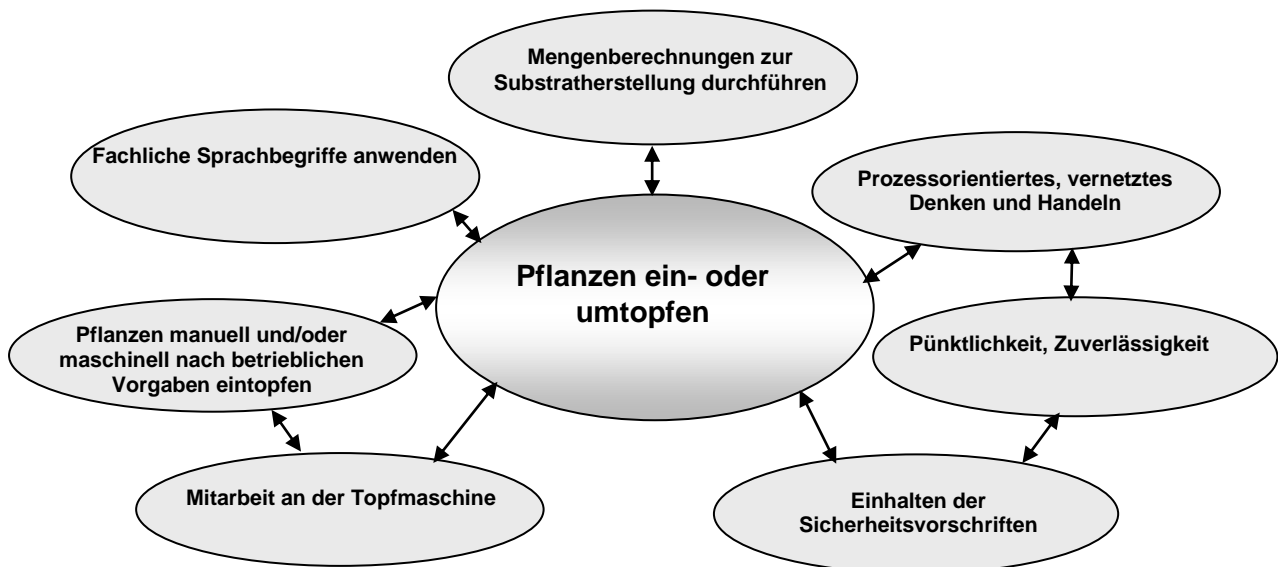 Mengenberechnungen zur
Substratherstellung durchführen
Fachliche Sprachbegriffe anwenden
Prozessorientiertes, vernetztes
Denken und Handeln
Pflanzen ein- oder
umtopfen
Pflanzen manuell und/oder
maschinell nach betrieblichen
Vorgaben eintopfen
Pünktlichkeit, Zuverlässigkeit
Mitarbeit an der Topfmaschine
Einhalten der
Sicherheitsvorschriften